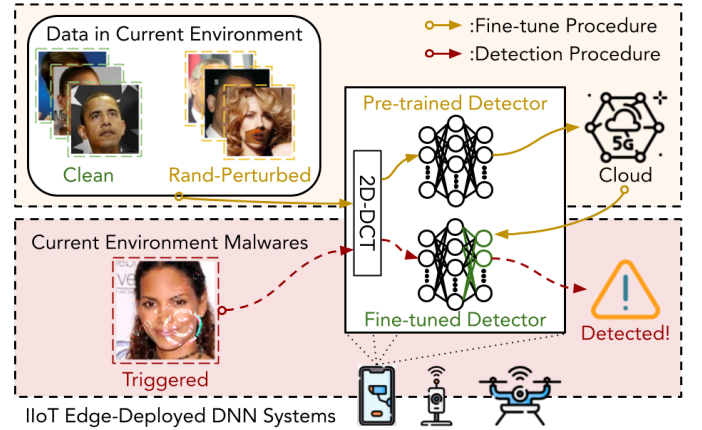 Data in Current Environment
:Fine-tune Procedure
:Detection Procedure
Clean
Rand-Perturbed
Pre-trained Detector
2D-DCT
5G
Cloud
Current Environment Malwares
Triggered
Fine-tuned Detector
Detected!
IIoT Edge-Deployed DNN Systems